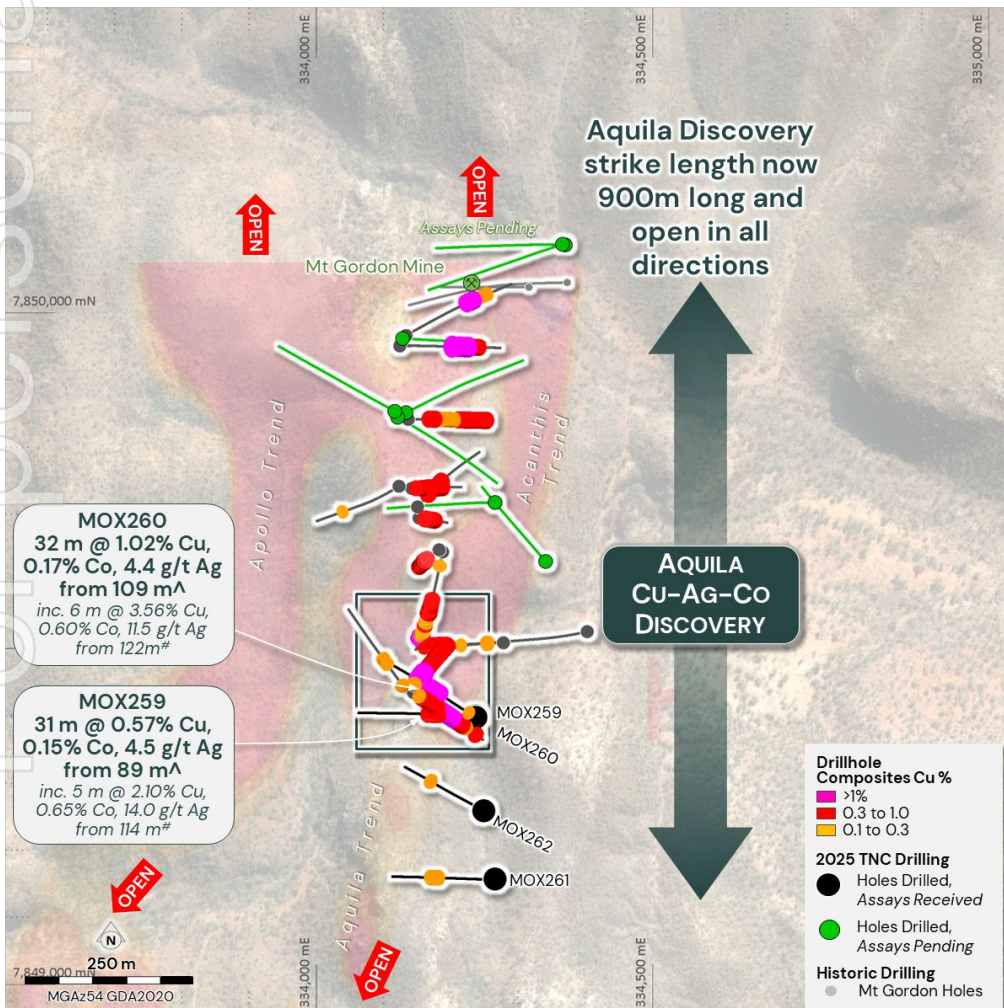 334,000 mE
334,500 mE
335,000 mE
Aquila Discovery
strike length now
900m long and
open in all
directions
OPEN
OPEN
Assays Pending
Mt Gordon Mine
7,850,000 mN
Apollo Trend
Acanthis
Trend
MOX260
32 m @ 1.02% Cu,
0.17% Co, 4.4 g/t Ag
from 109 m^
inc. 6 m @ 3.56% Cu,
0.60% Co, 11.5 g/t Ag
from 122m#
AQUILA
CU-AG-CO
DISCOVERY
MOX259
31 m @ 0.57% Cu,
0.15% Co, 4.5 g/t Ag
from 89 m^
inc. 5 m @ 2.10% Cu,
0.65% Co, 14.0 g/t Ag
from 114 m#
MOX259
MOX260
MOX262
MOX261
Aquila Trend
OPEN
OPEN
N
250 m
7,849,000 mN
MGAz54 GDA2020
334,000 mE
334,500 mE
Drillhole
Composites Cu %
>1%
0.3 to 1.0
0.1 to 0.3
2025 TNC Drilling
Holes Drilled,
Assays Received
Holes Drilled,
Assays Pending
Historic Drilling
Mt Gordon Holes